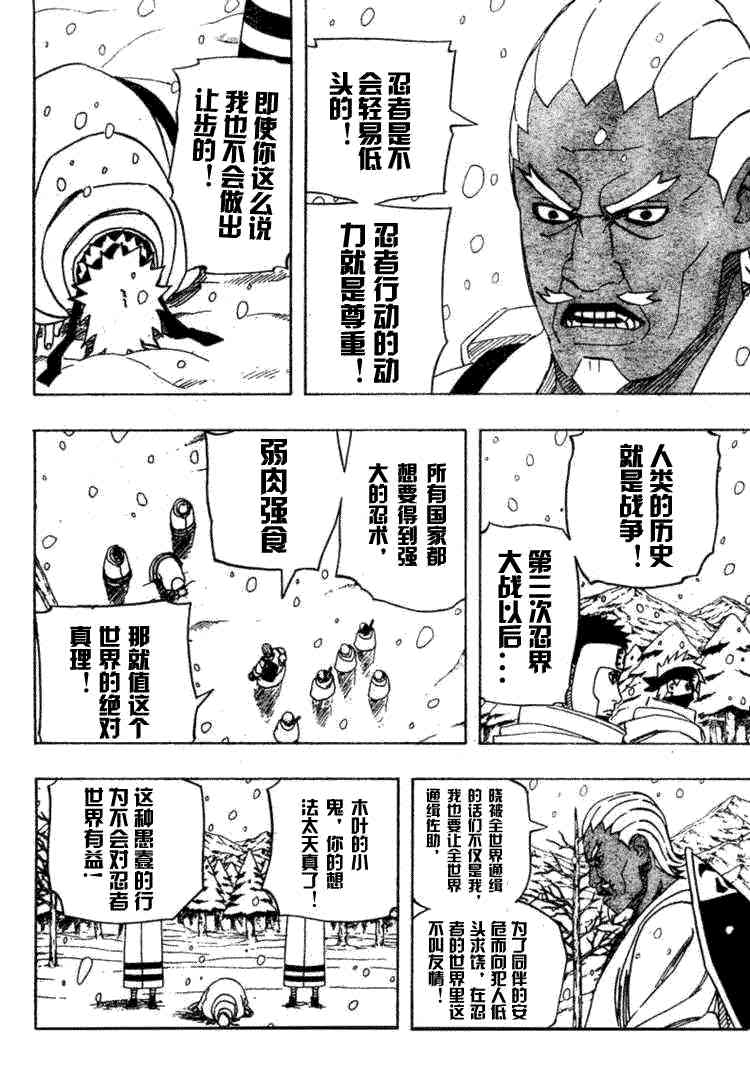 忍者是不
会轻易低
头的！
忍者行动的动
力就是尊重！
即使你这么说
我也不会做出
让步的！
人类的历史
就是战争！
第三次忍界
大战以后...
所有国家都
想要得到强
大的忍术，
弱肉强食
那就值这个
世界的绝对
真理！
晓被全世界通缉
的话们不仅是我，
我也要让全世界
通缉佐助，
为了同伴的安
危而向犯人低
头求饶，在忍
者的世界里这
不叫友情！
木叶的小
鬼，你的想
法太天真了！
这种愚蠢的行
为不会对忍者
世界有益！